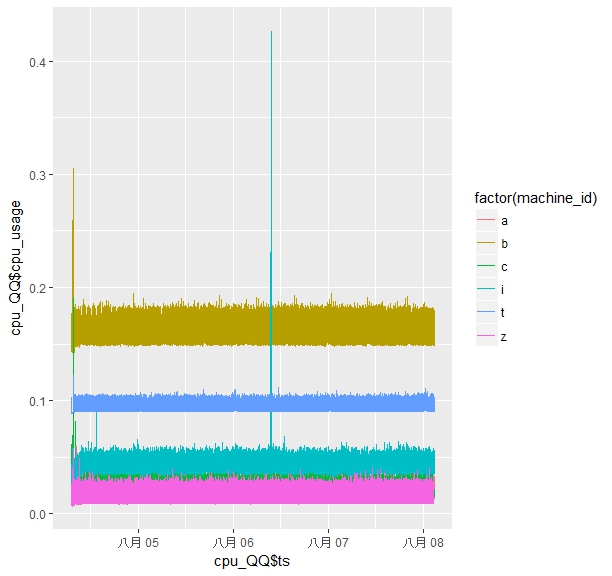 0.4
0.3
0.2
0.1
0.0
cpu_QQ$cpu_usage
八月 05
八月 06
八月 07
八月 08
cpu_QQ$ts
factor(machine_id)
a
b
c
i
t
z